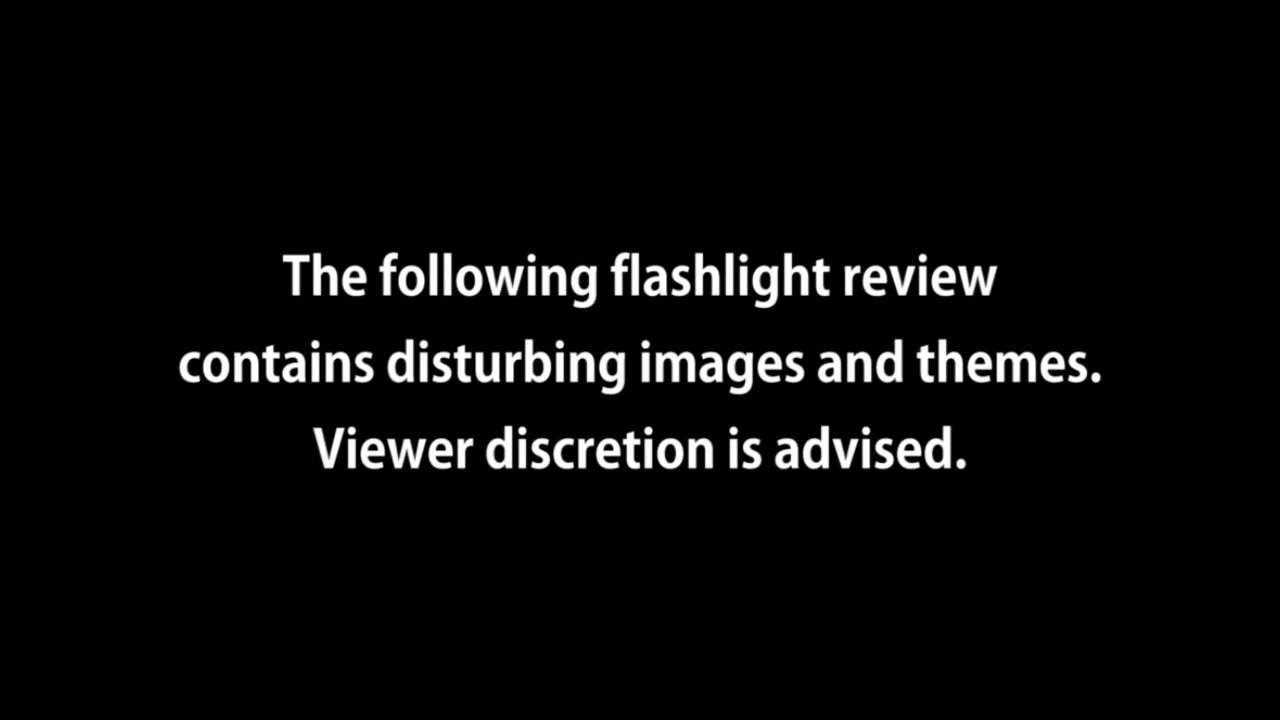 The following flashlight review
contains disturbing images and themes.
Viewer discretion is advised.